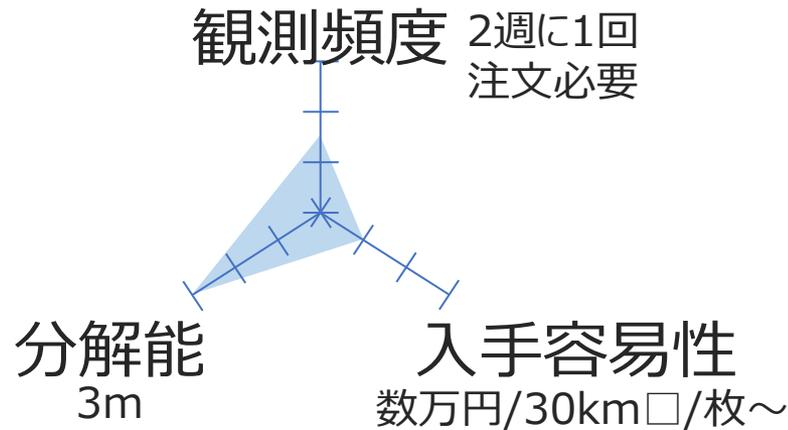 観測頻度 2週に1回
注文必要
分解能
3m
入手容易性
数万円/30km□/枚～